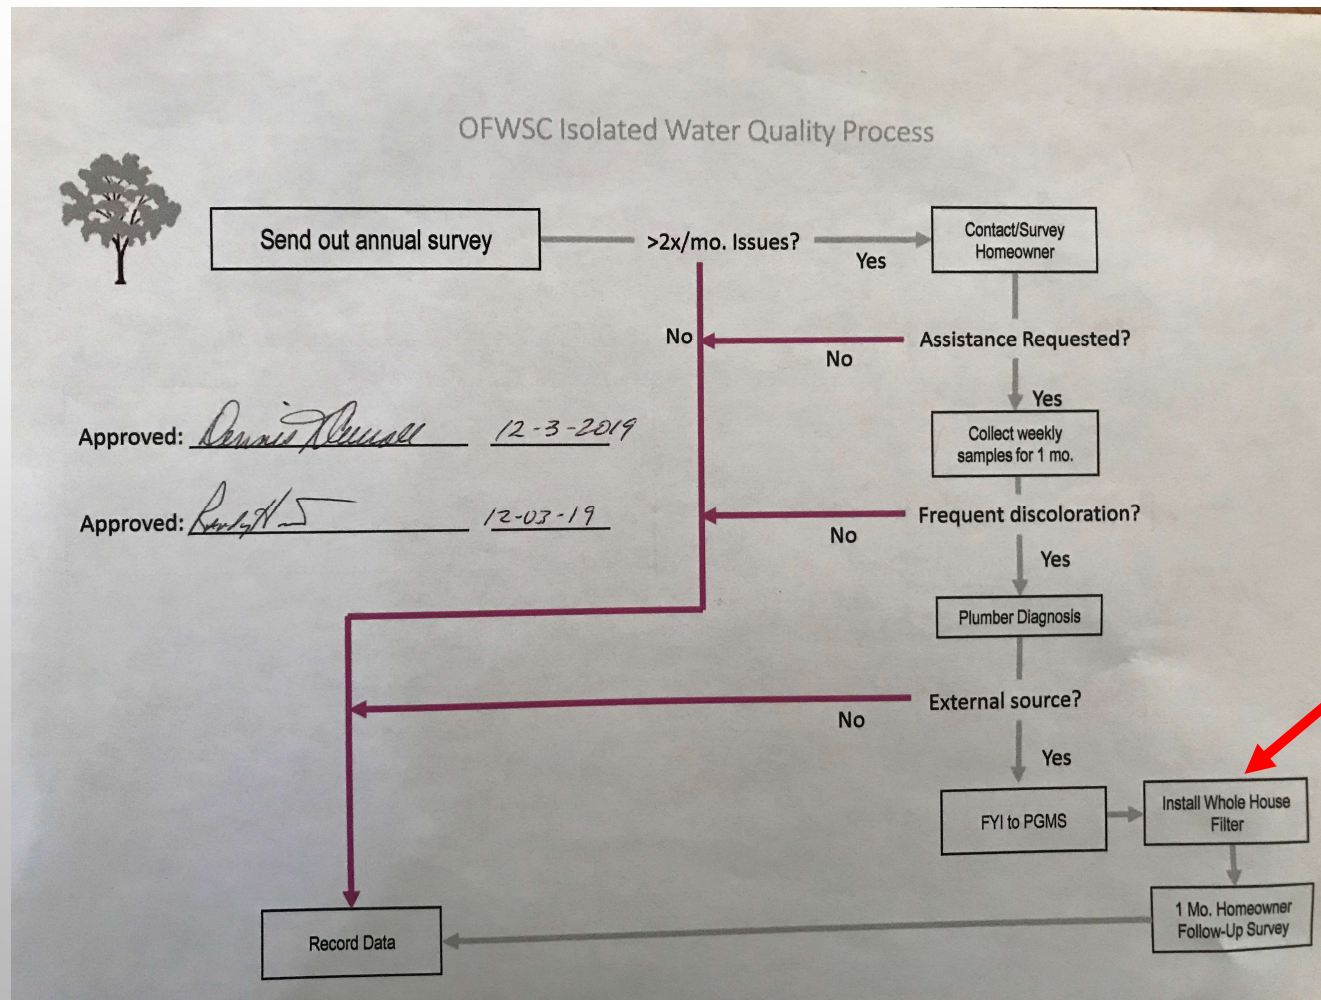 OFWSC Isolated Water Quality Process
Send out annual survey
>2x/mo. Issues?
Yes
Contact/Survey
Homeowner
No
No
Assistance Requested?
Yes
Approved:
12-3-2019
Collect weekly
samples for 1 mo.
Approved:
12-03-19
No
Frequent discoloration?
Yes
Plumber Diagnosis
No
External source?
Yes
FYI to PGMS
Install Whole House
Filter
1 Mo. Homeowner
Follow-Up Survey
Record Data